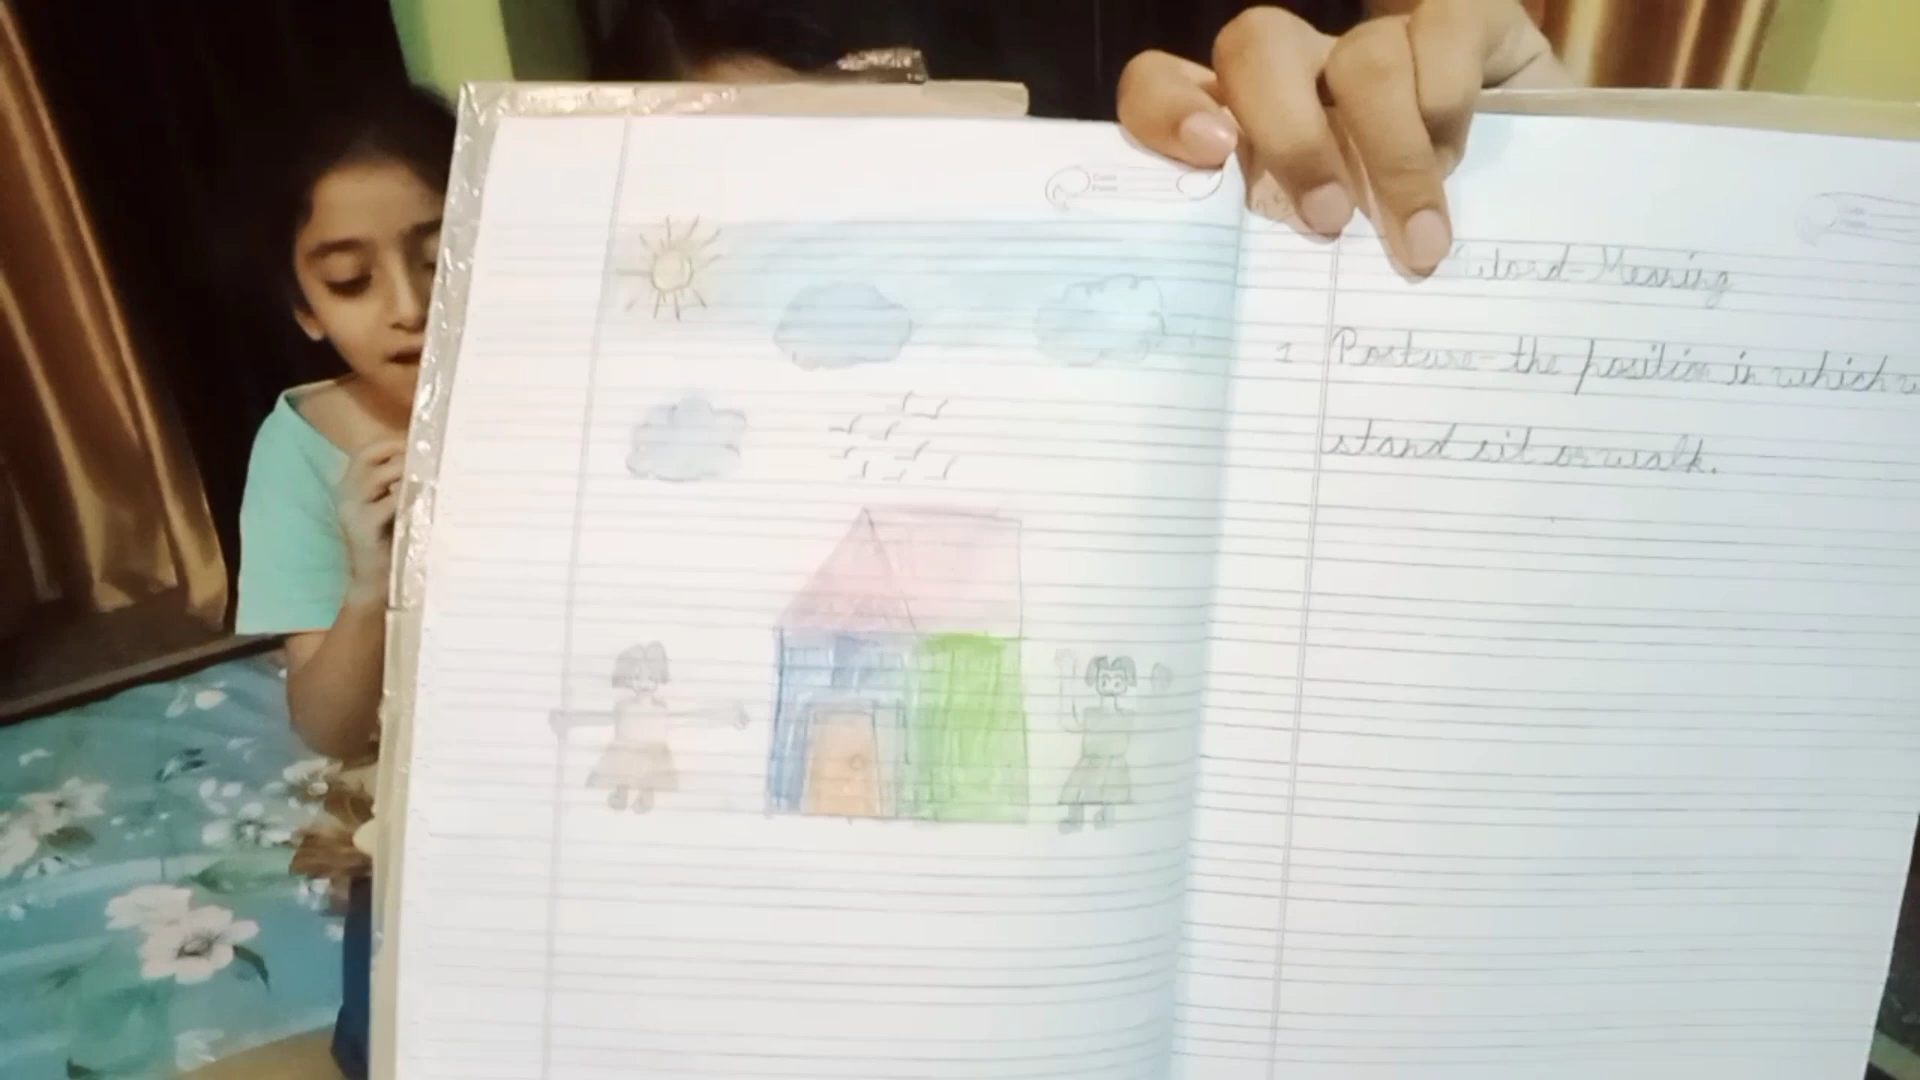 Word-Meaning
1 Posture- the position in which w
stand sit or walk.